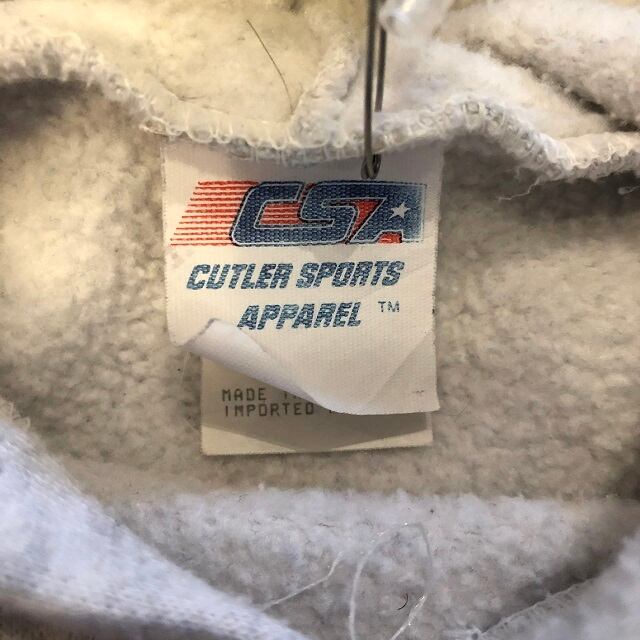 CSA
CUTLER SPORTS
APPAREL ™
MADE
IMPORTED